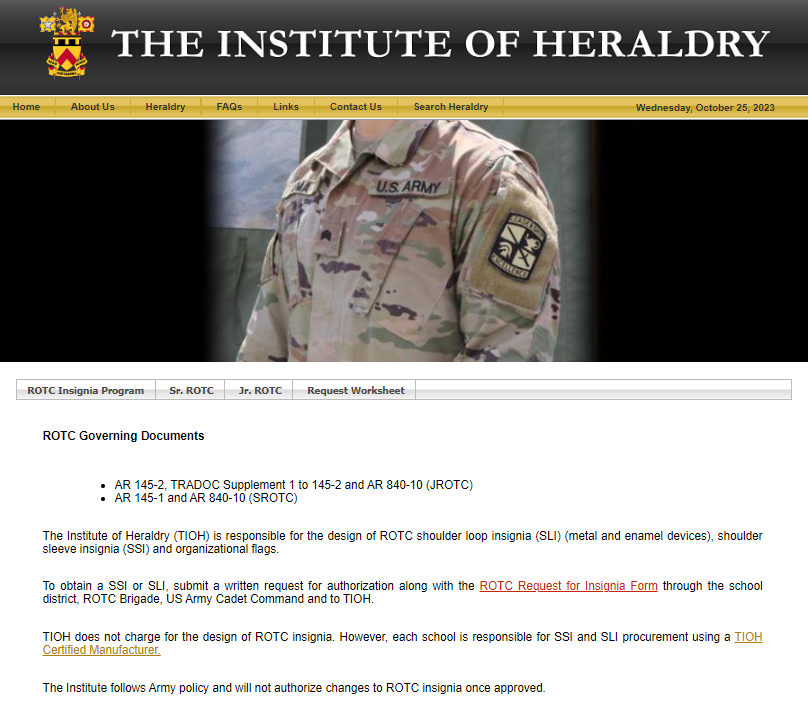 THE INSTITUTE OF HERALDRY
Home About Us Heraldry FAQs Links Contact Us Search Heraldry Wednesday, October 25, 2023
MA U.S. ARMY
LEADERSHIP
EXCELLENCE
ROTC Insignia Program Sr. ROTC Jr. ROTC Request Worksheet
ROTC Governing Documents
• AR 145-2, TRADOC Supplement 1 to 145-2 and AR 840-10 (JROTC)
• AR 145-1 and AR 840-10 (SROTC)
The Institute of Heraldry (TIOH) is responsible for the design of ROTC shoulder loop insignia (SLI) (metal and enamel devices), shoulder
sleeve insignia (SSI) and organizational flags.
To obtain a SSI or SLI, submit a written request for authorization along with the ROTC Request for Insignia Form through the school
district, ROTC Brigade, US Army Cadet Command and to TIOH.
TIOH does not charge for the design of ROTC insignia. However, each school is responsible for SSI and SLI procurement using a TIOH
Certified Manufacturer.
The Institute follows Army policy and will not authorize changes to ROTC insignia once approved.